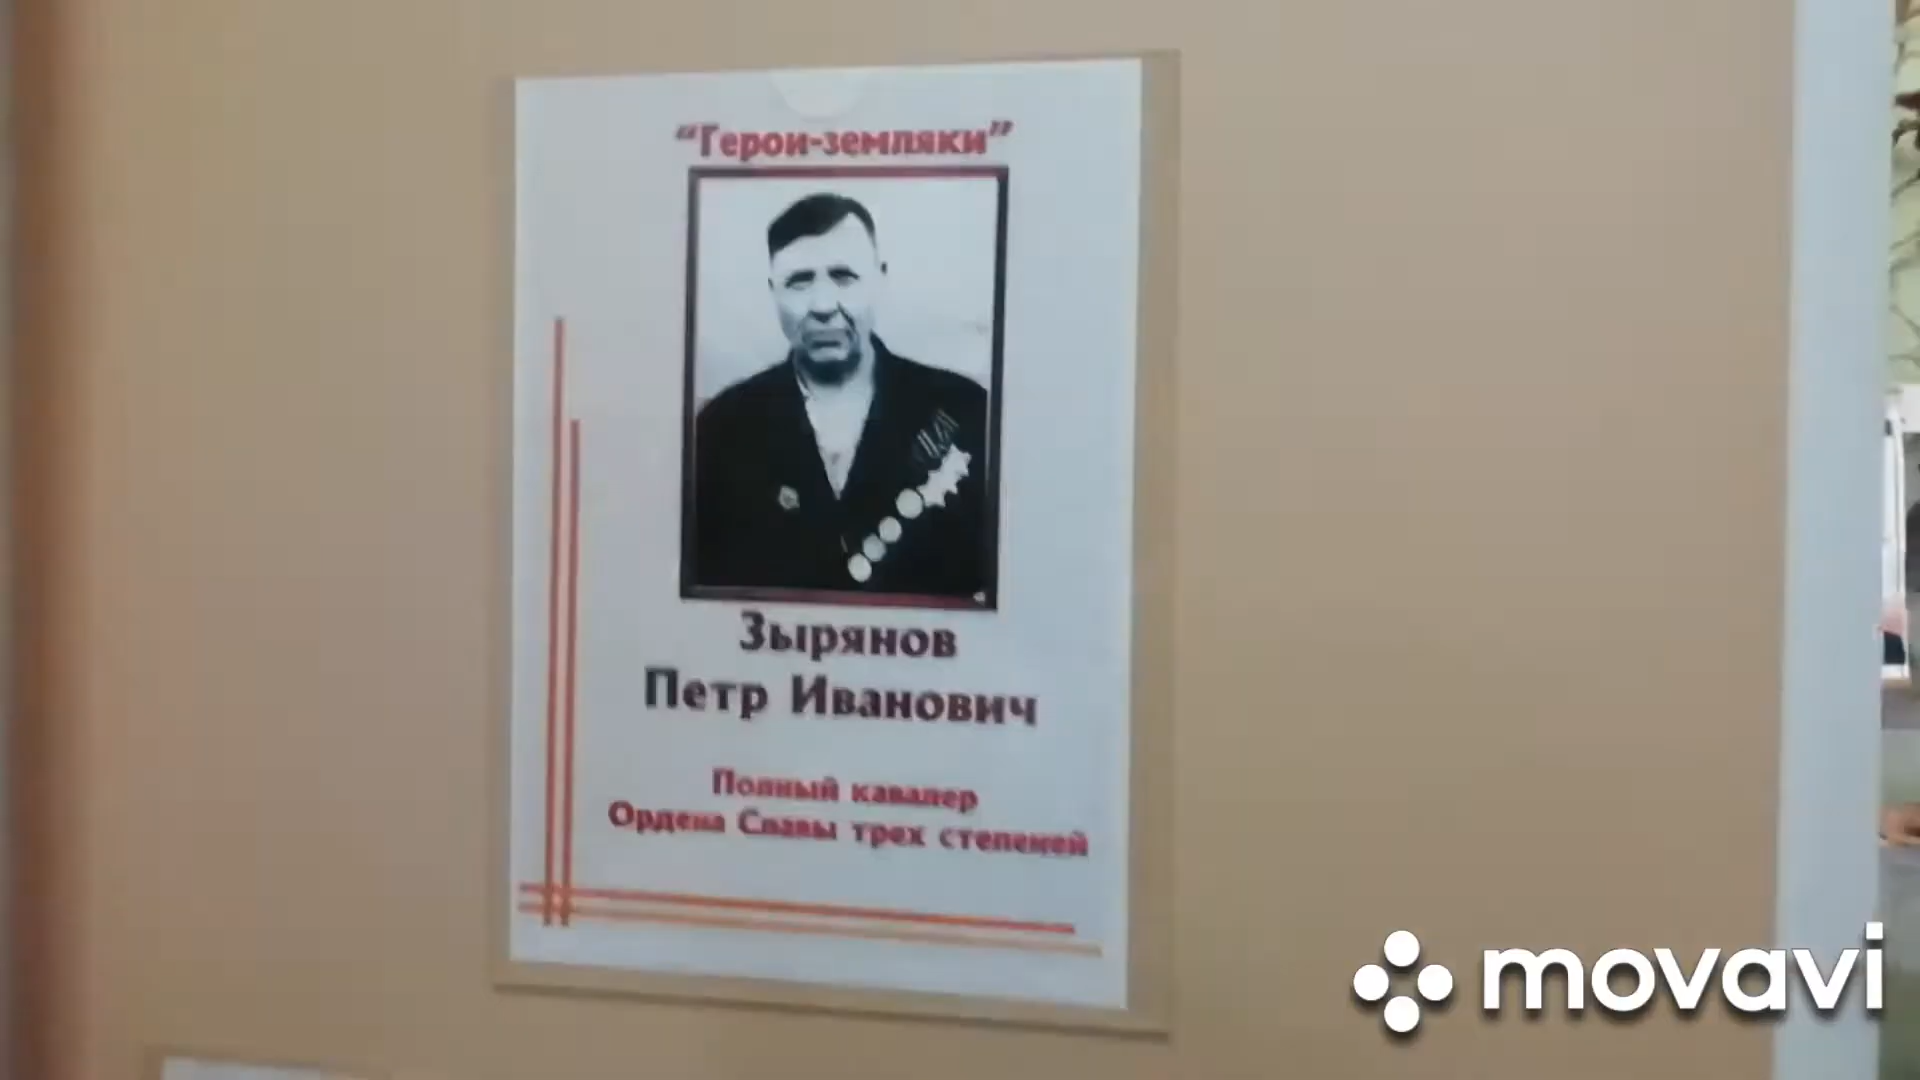 “Герои-земляки”
Зырянов
Петр Иванович
Полный кавалер
Ордена Славы трех степеней
movavi